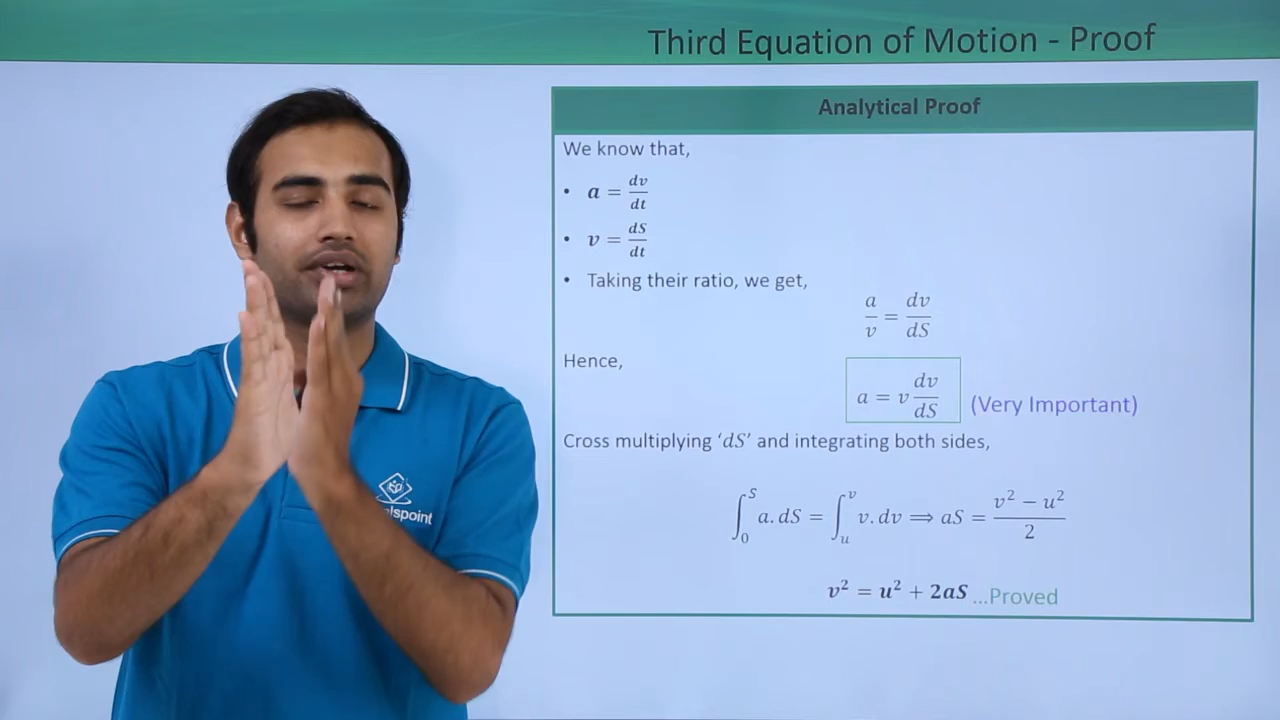 Third Equation of Motion - Proof
Analytical Proof
We know that,
• a = dv/dt
• v = dS/dt
• Taking their ratio, we get,
a/v = dv/dS
Hence,
a = v dv/dS (Very Important)
Cross multiplying ‘dS’ and integrating both sides,
∫₀^S a. dS = ∫ᵤ^v v. dv ⟹ aS = (v² − u²)/2
v² = u² + 2aS ...Proved